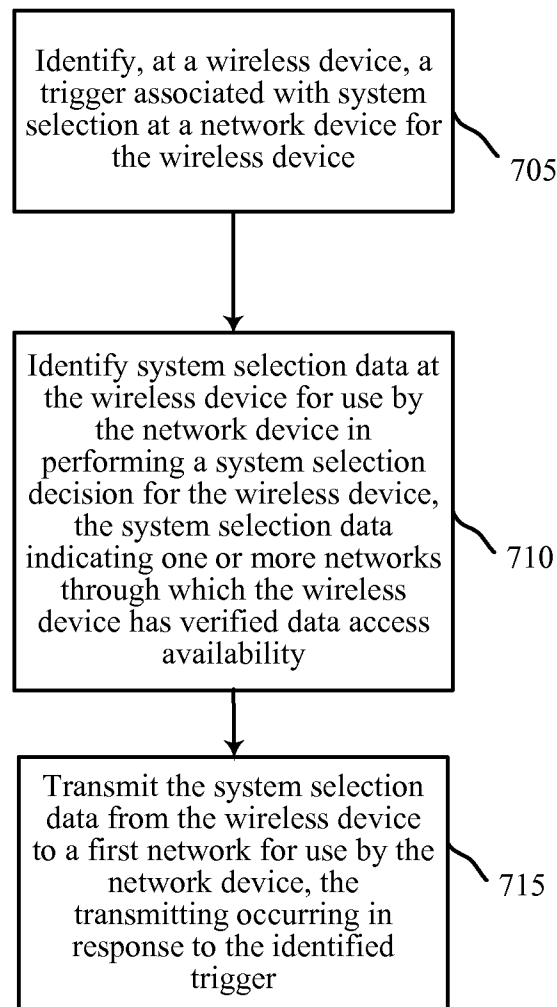 Identify, at a wireless device, a
trigger associated with system
selection at a network device for
the wireless device
705
Identify system selection data at
the wireless device for use by
the network device in
performing a system selection
decision for the wireless device,
the system selection data
indicating one or more networks
through which the wireless
device has verified data access
availability
710
Transmit the system selection
data from the wireless device
to a first network for use by the
network device, the
transmitting occurring in
response to the identified
trigger
715